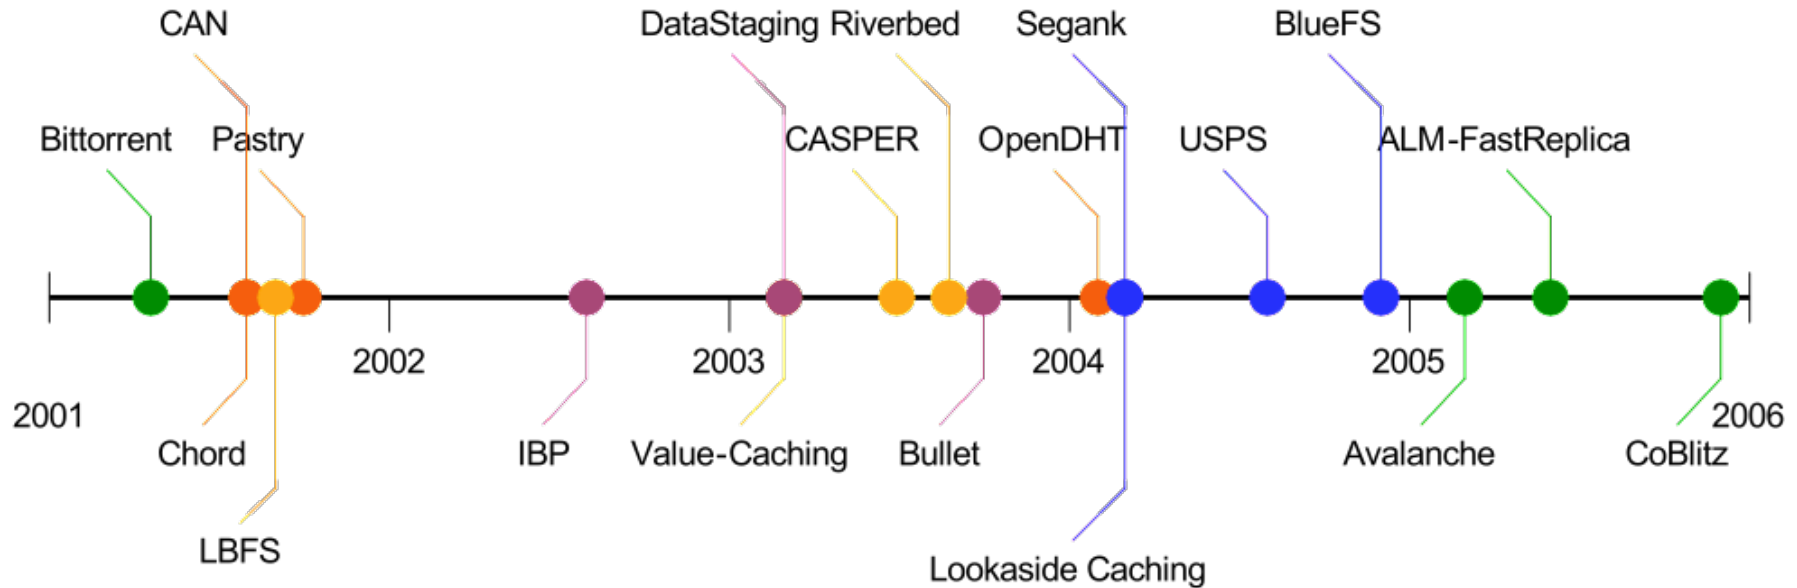 CAN
DataStaging
Riverbed
Segank
BlueFS
Bittorrent
Pastry
CASPER
OpenDHT
USPS
ALM-FastReplica
2002
2003
2004
2005
2001
2006
Chord
IBP
Value-Caching
Bullet
Avalanche
CoBlitz
LBFS
Lookaside Caching